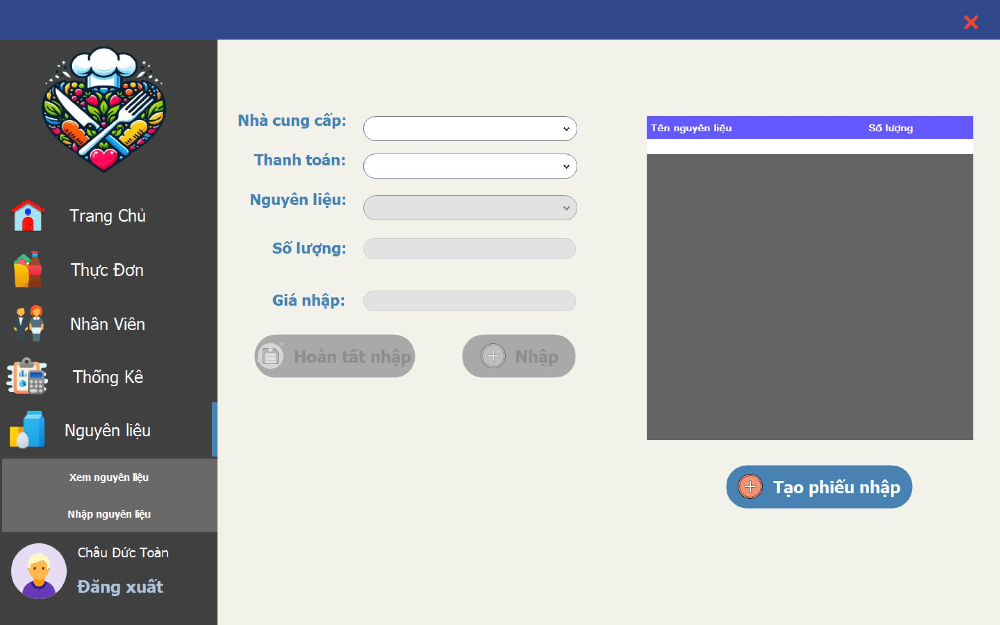 Trang Chủ
Thực Đơn
Nhân Viên
Thống Kê
Nguyên liệu
Xem nguyên liệu
Nhập nguyên liệu
Châu Đức Toàn
Đăng xuất
Nhà cung cấp:
Thanh toán:
Nguyên liệu:
Số lượng:
Giá nhập:
Hoàn tất nhập
Nhập
Tên nguyên liệu Số lượng
Tạo phiếu nhập